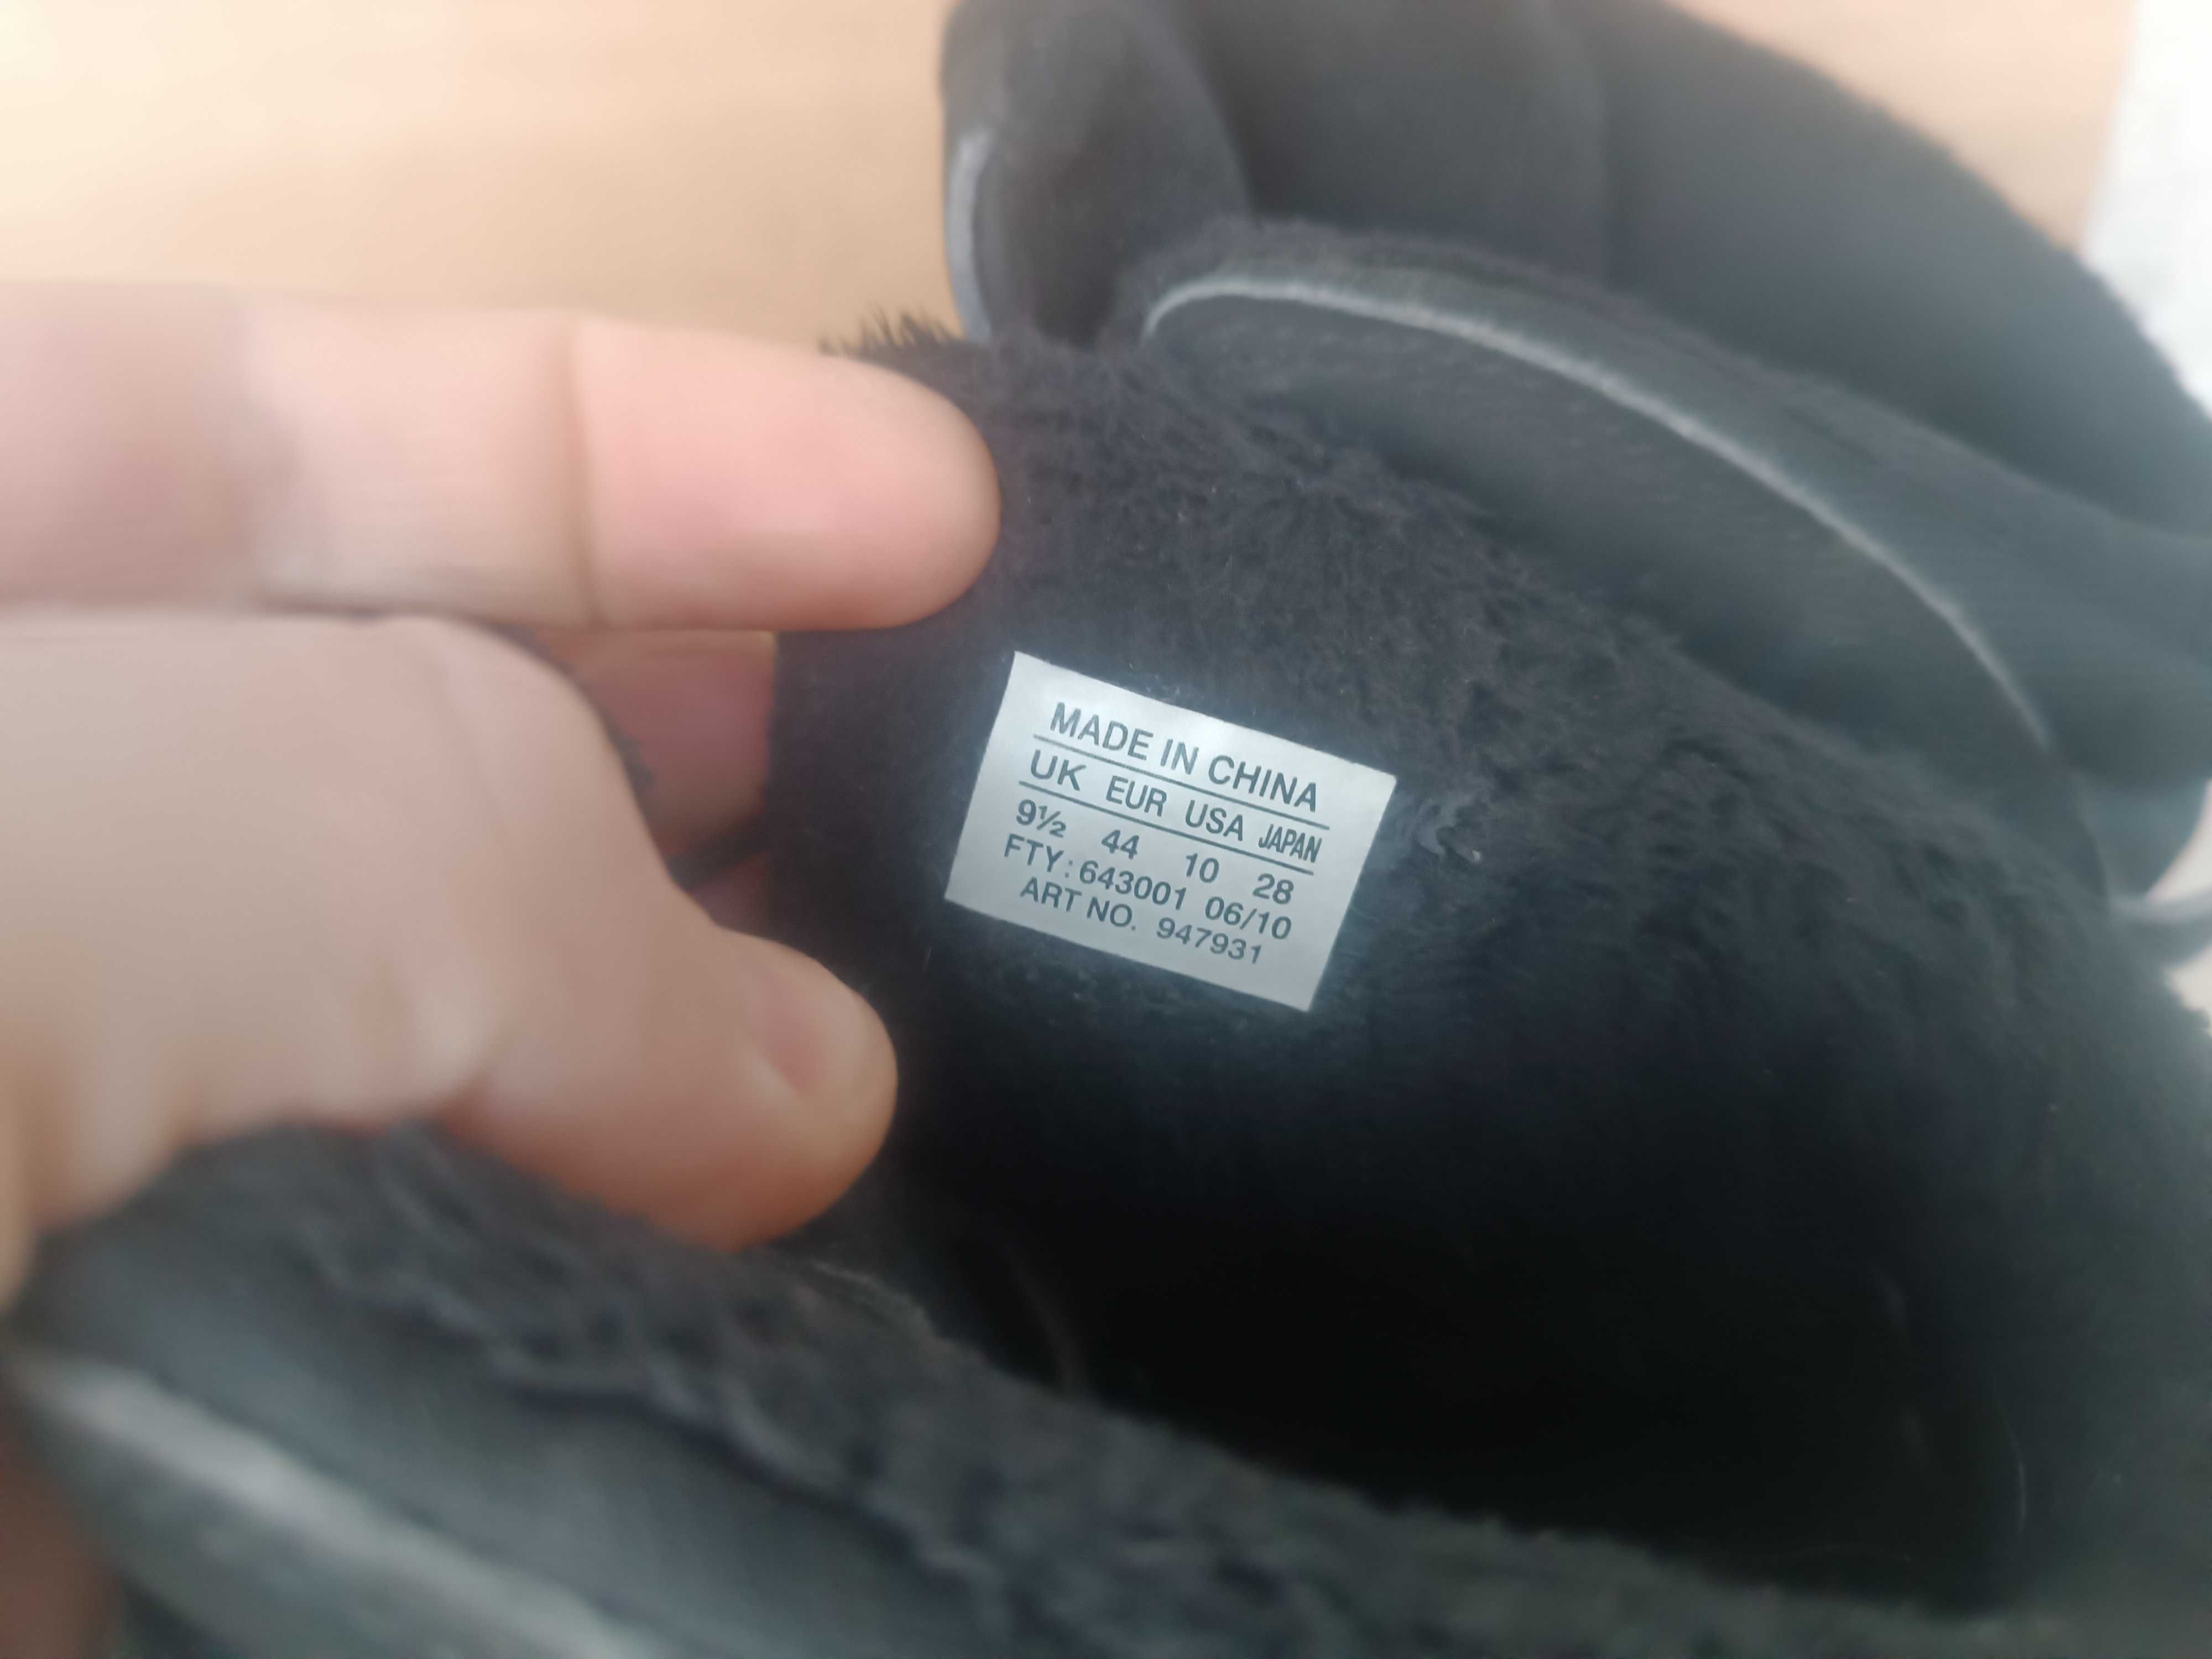 MADE IN CHINA
UK EUR USA JAPAN
9½ 44 10 28
FTY: 643001 06/10
ART NO. 947931